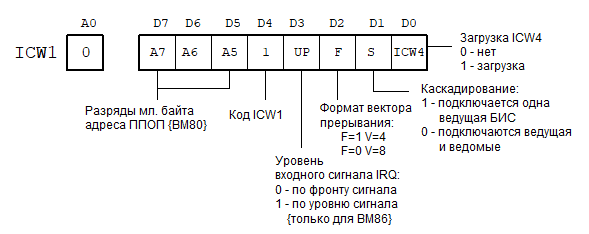 A0 D7 D6 D5 D4 D3 D2 D1 D0
ICW1 0 A7 A6 A5 1 UP F S ICW4
Загрузка ICW4
0 - нет
1 - загрузка
Разряды мл. байта
адреса ППОП {ВМ80}
Код ICW1
Уровень
входного сигнала IRQ:
0 - по фронту сигнала
1 - по уровню сигнала
{только для ВМ86}
Формат вектора
прерывания:
F=1 V=4
F=0 V=8
Каскадирование:
1 - подключается одна
ведущая БИС
0 - подключаются ведущая
и ведомые